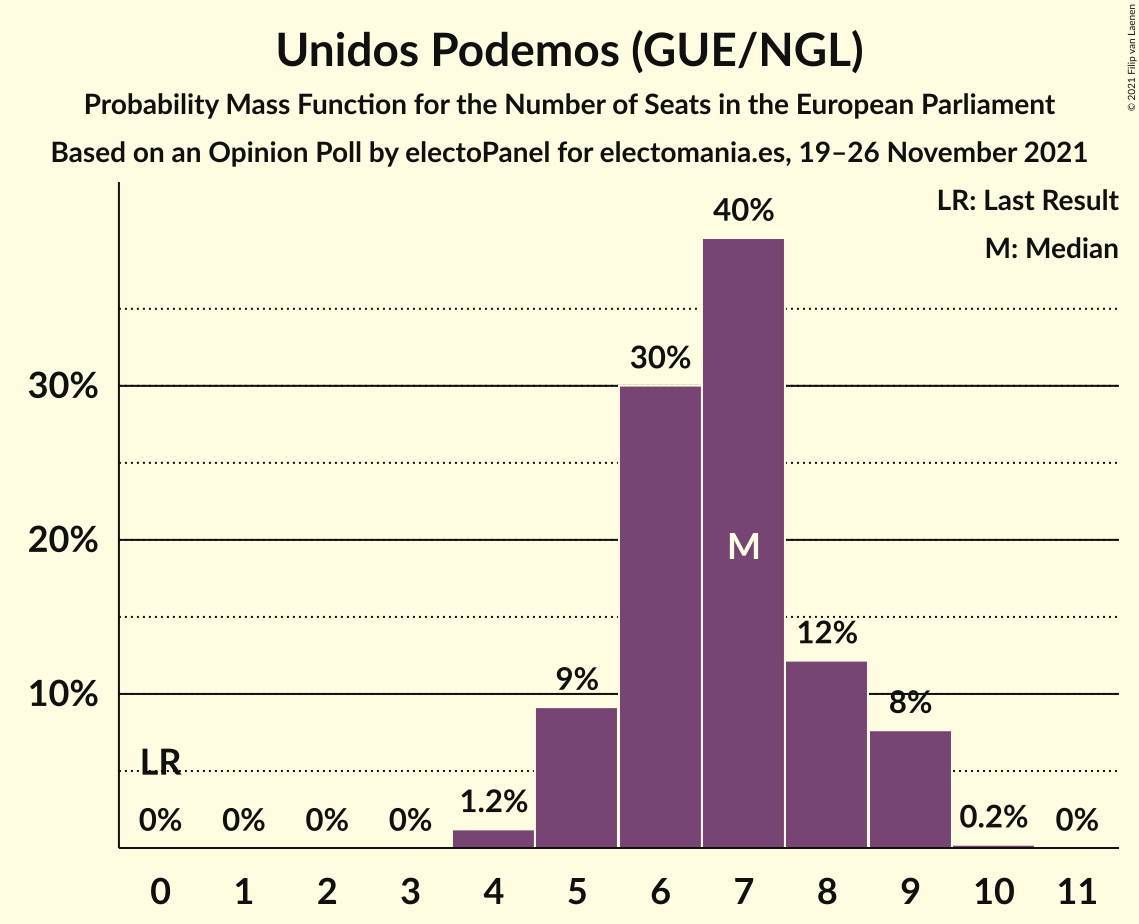 Unidos Podemos (GUE/NGL)
Probability Mass Function for the Number of Seats in the European Parliament
Based on an Opinion Poll by electoPanel for electomania.es, 19–26 November 2021
© 2021 Filip van Laenen
LR: Last Result
M: Median
40%
30%
30%
20%
M
12%
10%
9%
8%
LR
0%
0%
0%
0%
1.2%
0.2%
0%
0 1 2 3 4 5 6 7 8 9 10 11